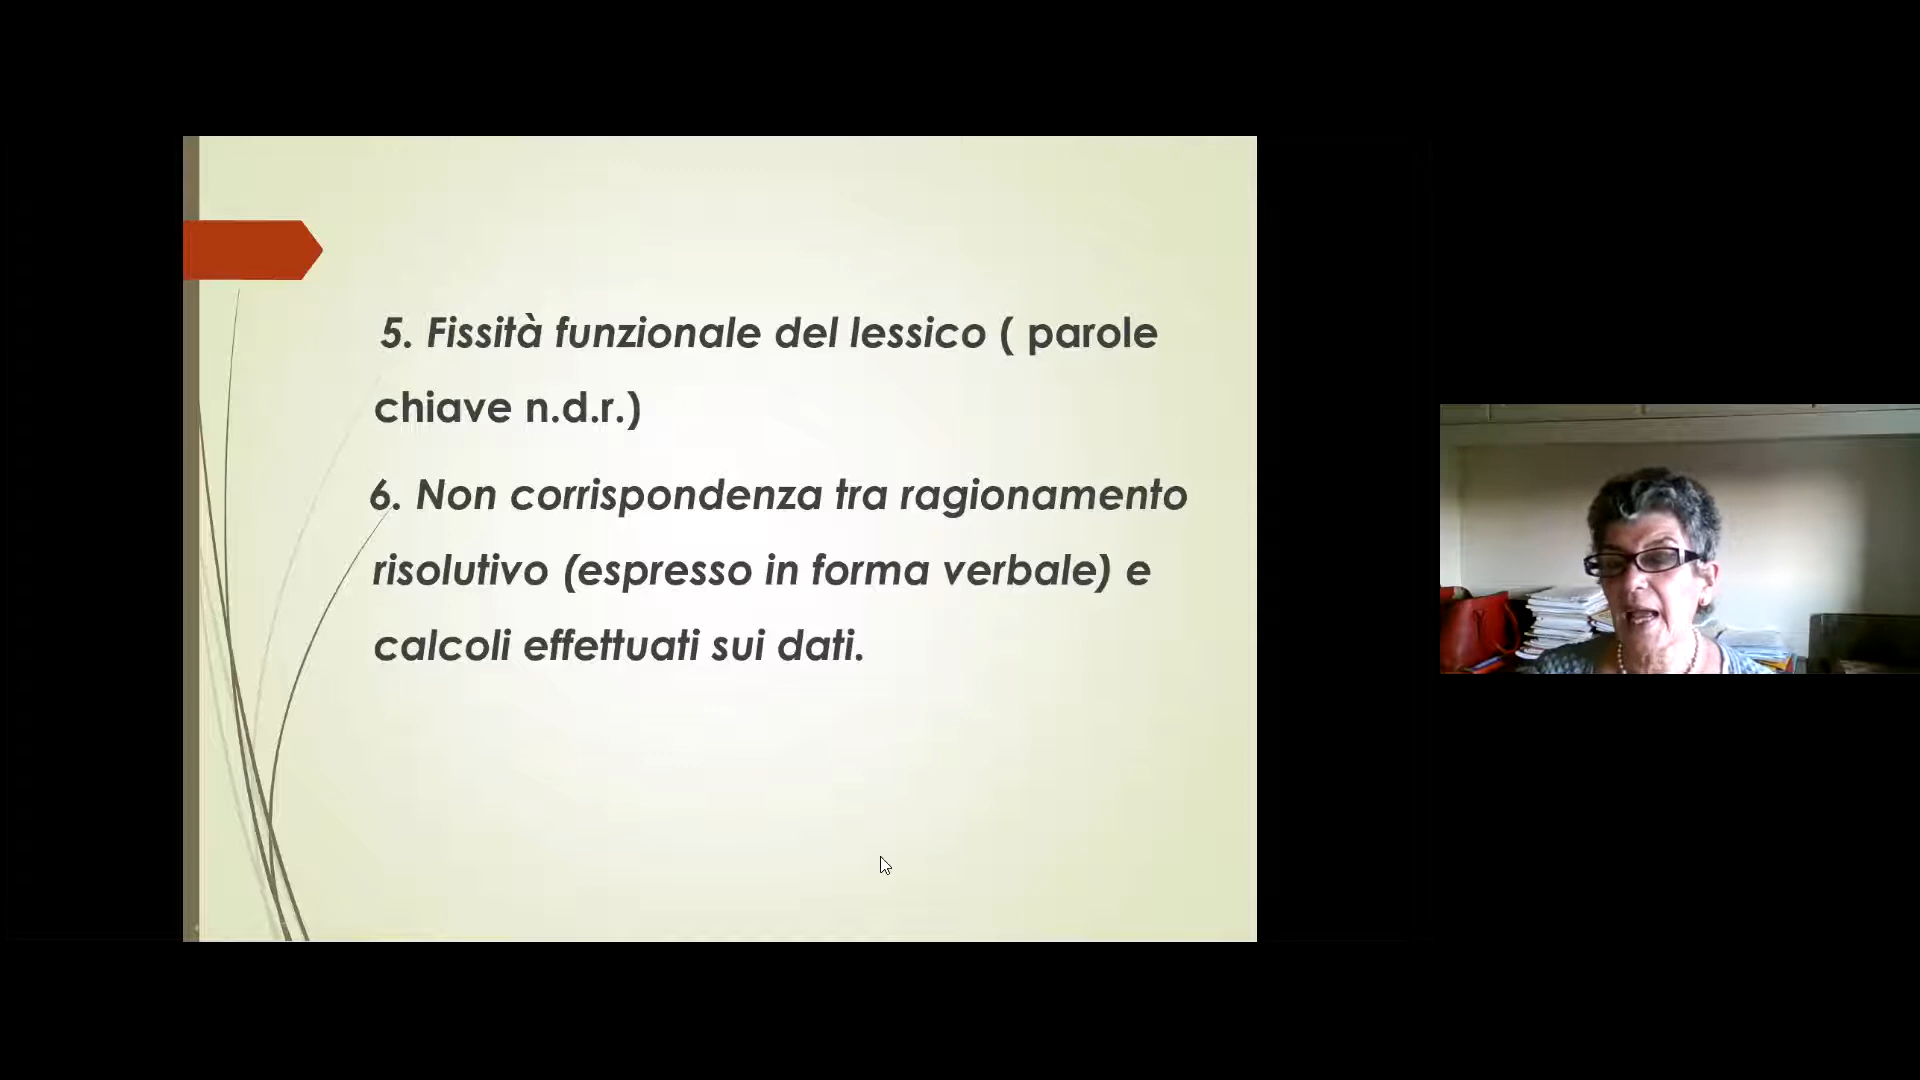 5. Fissità funzionale del lessico ( parole
chiave n.d.r.)
6. Non corrispondenza tra ragionamento
risolutivo (espresso in forma verbale) e
calcoli effettuati sui dati.